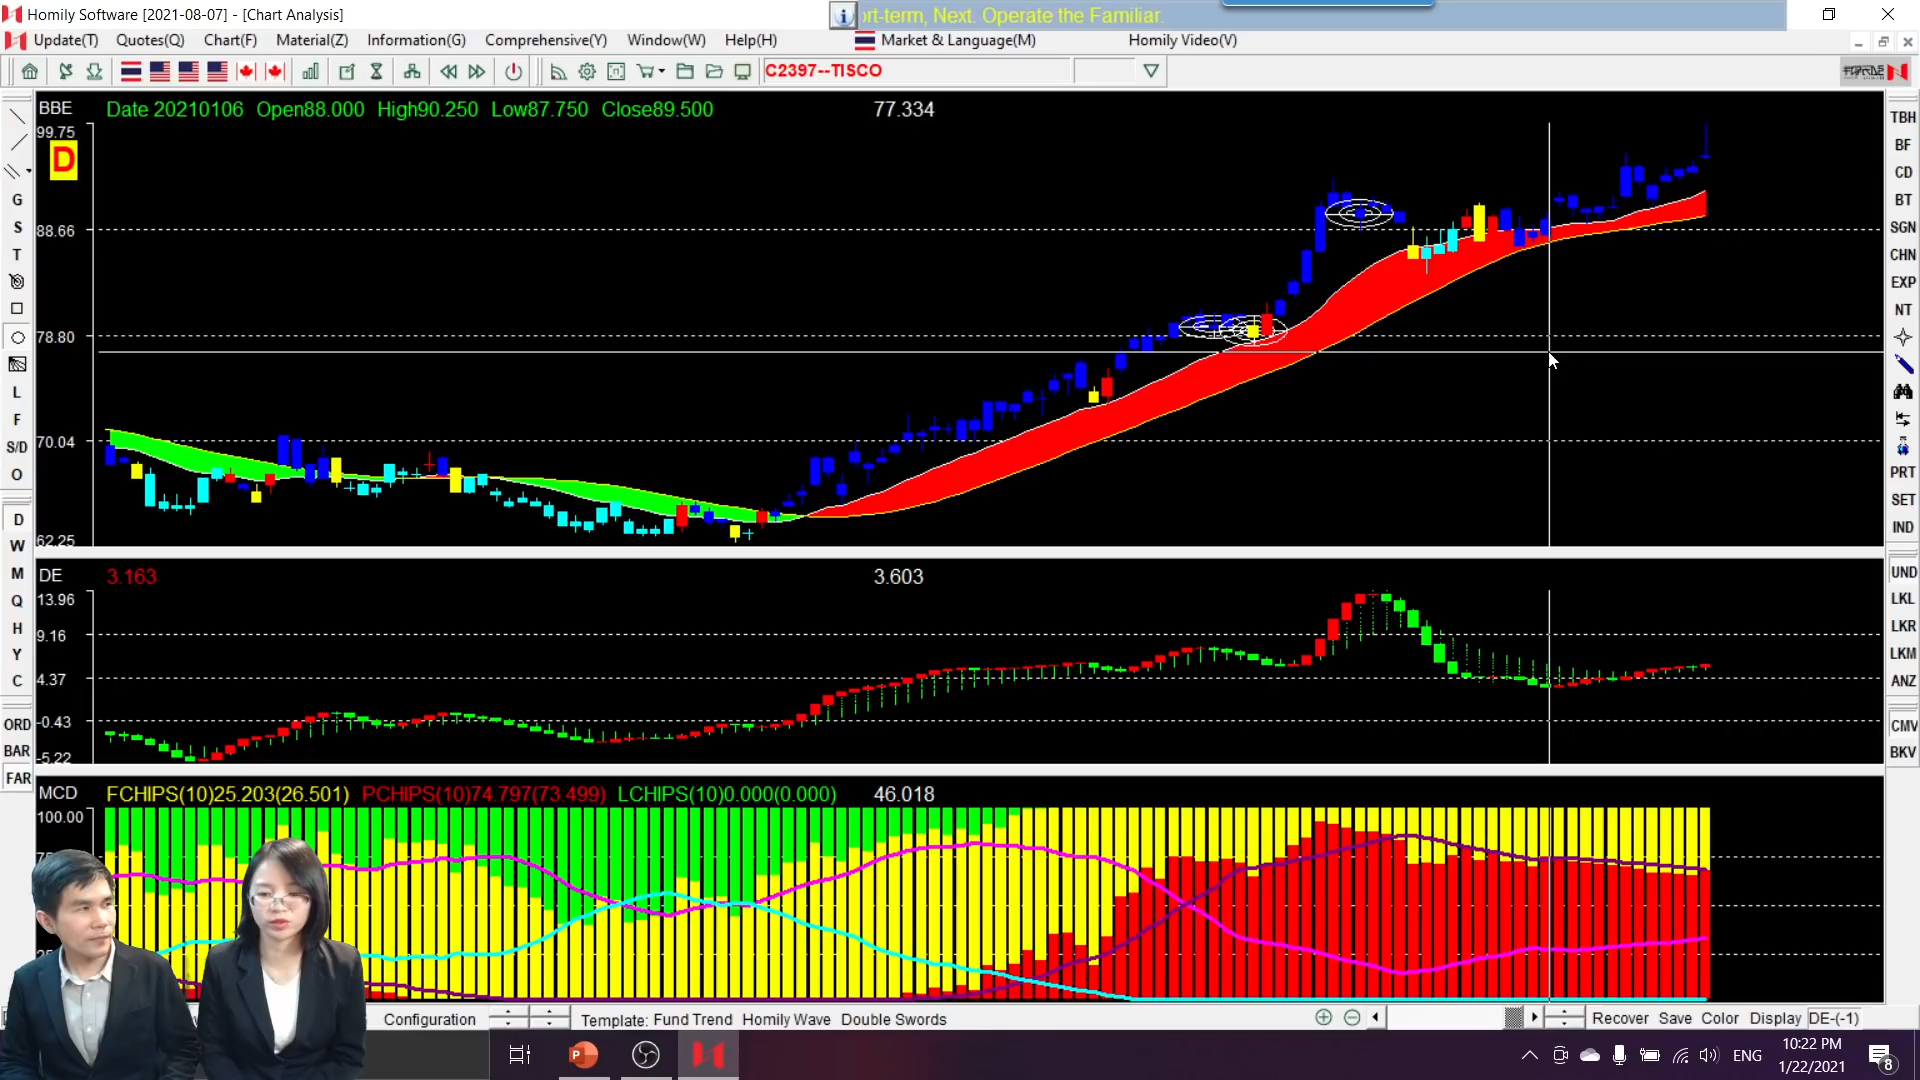 Homily Software [2021-08-07] - [Chart Analysis]
rt-term, Next. Operate the Familiar.
Update(T) Quotes(Q) Chart(F) Material(Z) Information(G) Comprehensive(Y) Window(W) Help(H) Market & Language(M) Homily Video(V)
C2397--TISCO
BBE Date 20210106 Open88.000 High90.250 Low87.750 Close89.500 77.334
99.75
D
88.66
78.80
70.04
62.25
DE 3.163 3.603
13.96
9.16
4.37
-0.43
-5.22
MCD FCHIPS(10)25.203(26.501) PCHIPS(10)74.797(73.499) LCHIPS(10)0.000(0.000) 46.018
100.00
G
S
T
L
F
S/D
O
D
W
M
Q
H
Y
C
ORD
BAR
FAR
TBH
BF
CD
BT
SGN
CHN
EXP
NT
PRT
SET
IND
UND
LKL
LKR
LKM
ANZ
CMV
BKV
Configuration Template: Fund Trend Homily Wave Double Swords Recover Save Color Display DE-(-1)
ENG 10:22 PM
1/22/2021
8